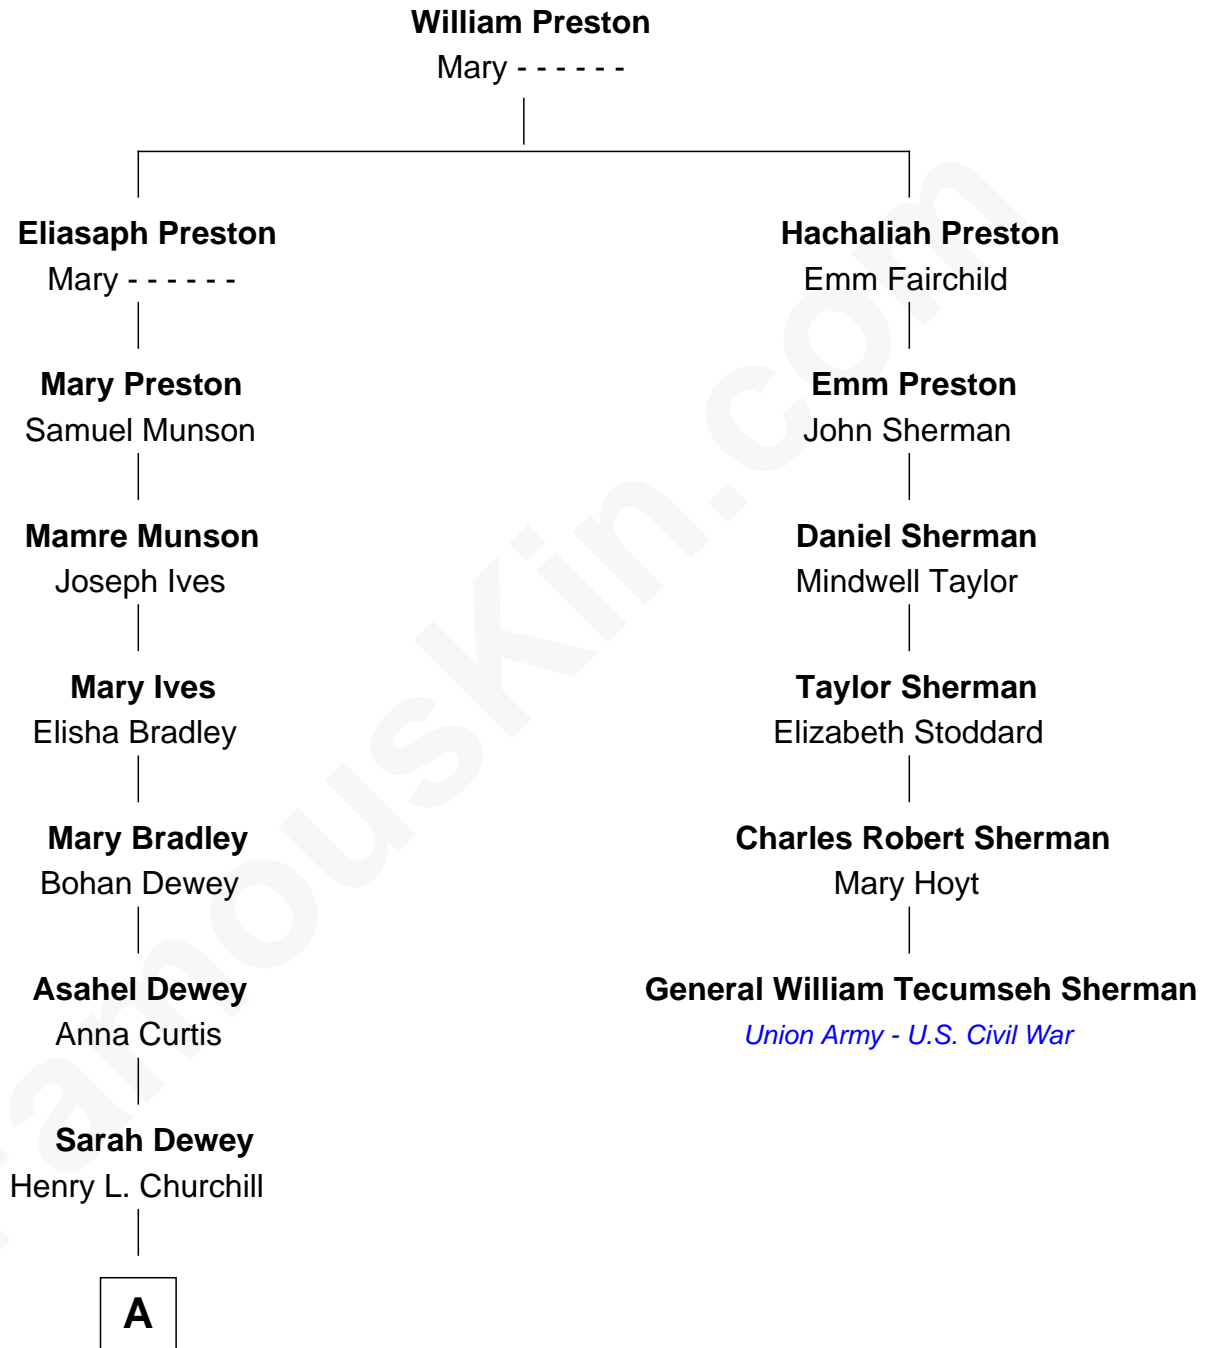 William Preston
Mary - - - - - -
Eliasaph Preston
Mary - - - - - -
Hachaliah Preston
Emm Fairchild
Mary Preston
Samuel Munson
Emm Preston
John Sherman
Mamre Munson
Joseph Ives
Daniel Sherman
Mindwell Taylor
Mary Ives
Elisha Bradley
Taylor Sherman
Elizabeth Stoddard
Mary Bradley
Bohan Dewey
Charles Robert Sherman
Mary Hoyt
Asahel Dewey
Anna Curtis
General William Tecumseh Sherman
Union Army - U.S. Civil War
Sarah Dewey
Henry L. Churchill
A
FamousKin.com